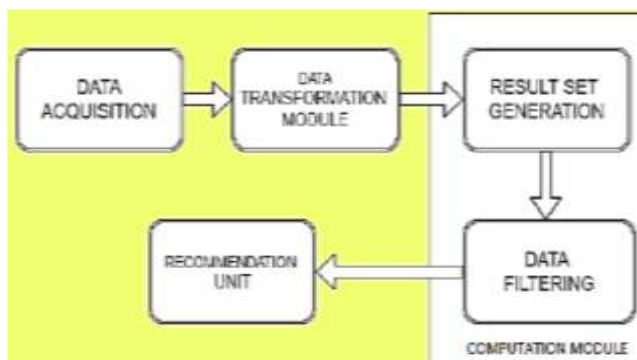 DATA
ACQUISITION
DATA
TRANSFORMATION
MODULE
RESULT SET
GENERATION
RECOMMENDATION
UNIT
DATA
FILTERING
COMPUTATION MODULE